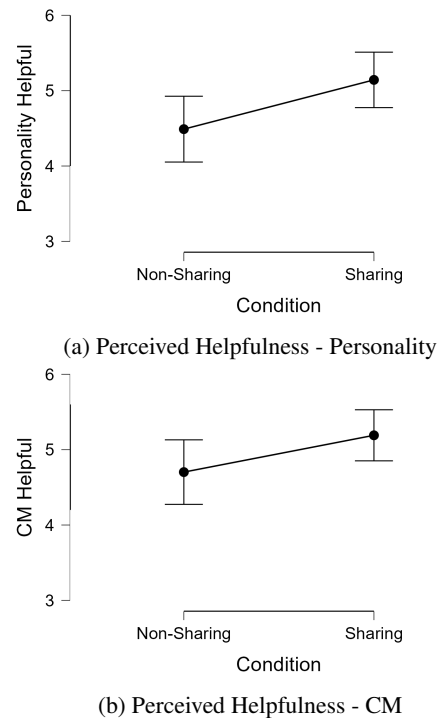 6
5
4
3
Personality Helpful
Non-Sharing Sharing
Condition
(a) Perceived Helpfulness - Personality
6
5
4
3
CM Helpful
Non-Sharing Sharing
Condition
(b) Perceived Helpfulness - CM